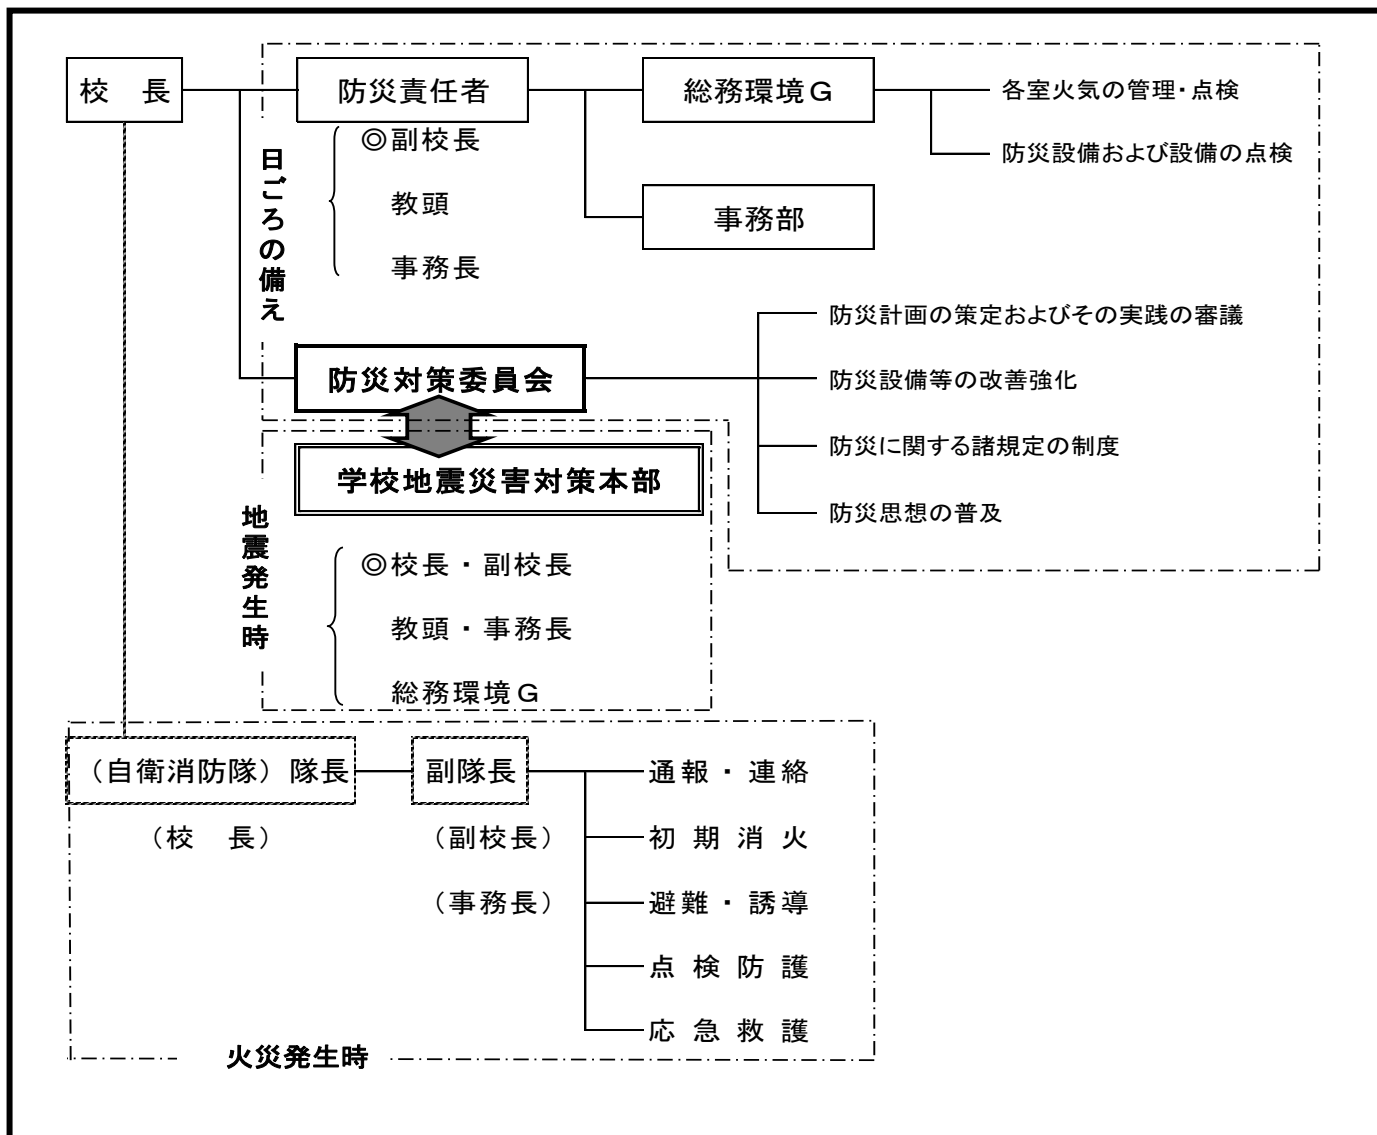 校　長
防災責任者
総務環境Ｇ
各室火気の管理・点検
防災設備および設備の点検
◎副校長
教頭
事務長
事務部
日ごろの備え
防災計画の策定およびその実践の審議
防災対策委員会
防災設備等の改善強化
防災に関する諸規定の制度
防災思想の普及
学校地震災害対策本部
地震発生時
◎校長・副校長
教頭・事務長
総務環境Ｇ
（自衛消防隊）隊長
副隊長
通報・連絡
（校　長）
（副校長）
初期消火
（事務長）
避難・誘導
点検防護
応急救護
火災発生時